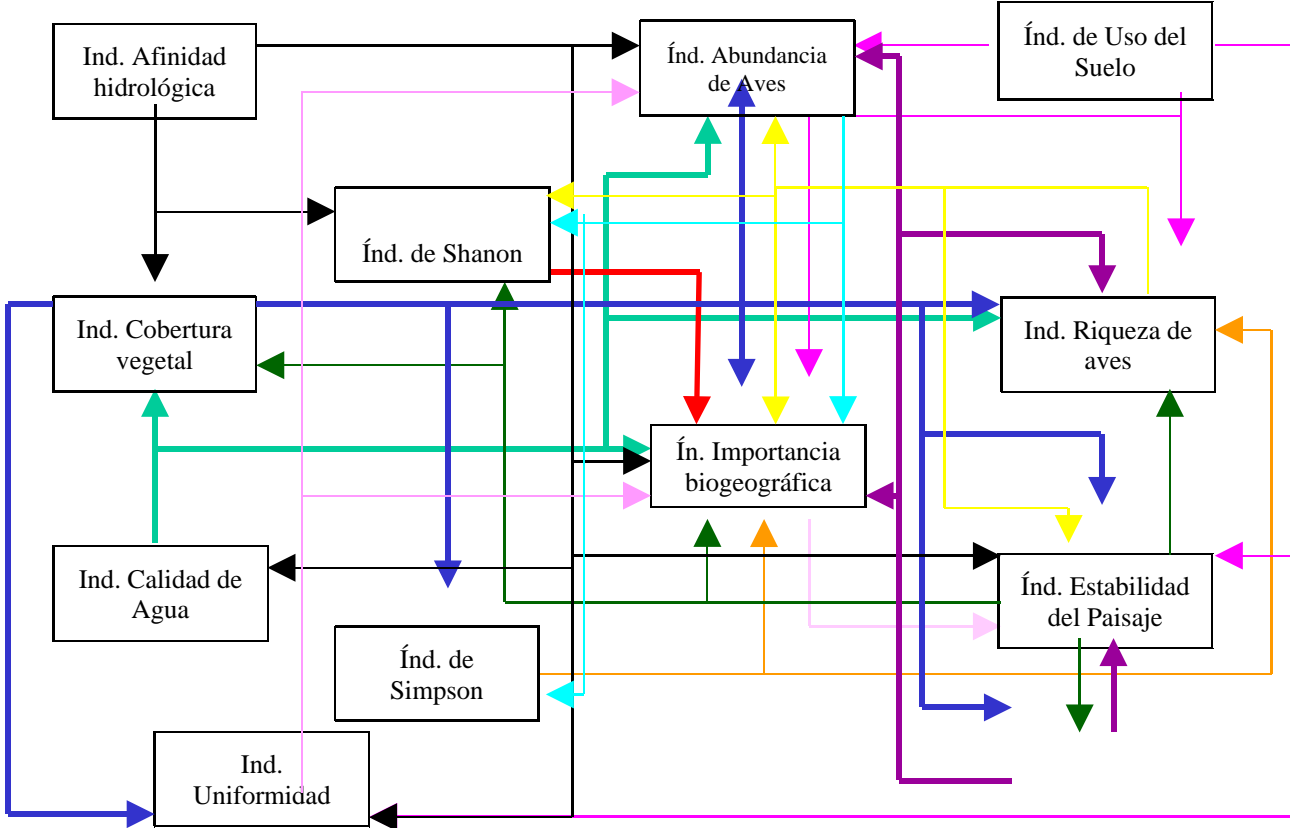 Ind. Afinidad
hidrológica
Índ. Abundancia
de Aves
Índ. de Uso del
Suelo
Índ. de Shanon
Ind. Cobertura
vegetal
Ind. Riqueza de
aves
Ín. Importancia
biogeográfica
Ind. Calidad de
Agua
Índ. Estabilidad
del Paisaje
Índ. de
Simpson
Ind.
Uniformidad